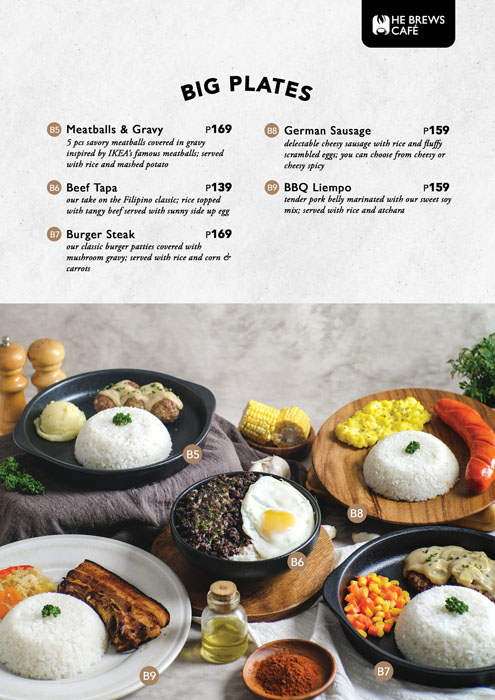 HE BREWS
CAFÉ
BIG PLATES
B5 Meatballs & Gravy ₱169
5 pcs savory meatballs covered in gravy
inspired by IKEA's famous meatballs; served
with rice and mashed potato
B6 Beef Tapa ₱139
our take on the Filipino classic; rice topped
with tangy beef served with sunny side up egg
B7 Burger Steak ₱169
our classic burger patties covered with
mushroom gravy; served with rice and corn &
carrots
B8 German Sausage ₱159
delectable cheesy sausage with rice and fluffy
scrambled eggs; you can choose from cheesy or
cheesy spicy
B9 BBQ Liempo ₱159
tender pork belly marinated with our sweet soy
mix; served with rice and atchara
B5
B8
B6
B7
B9